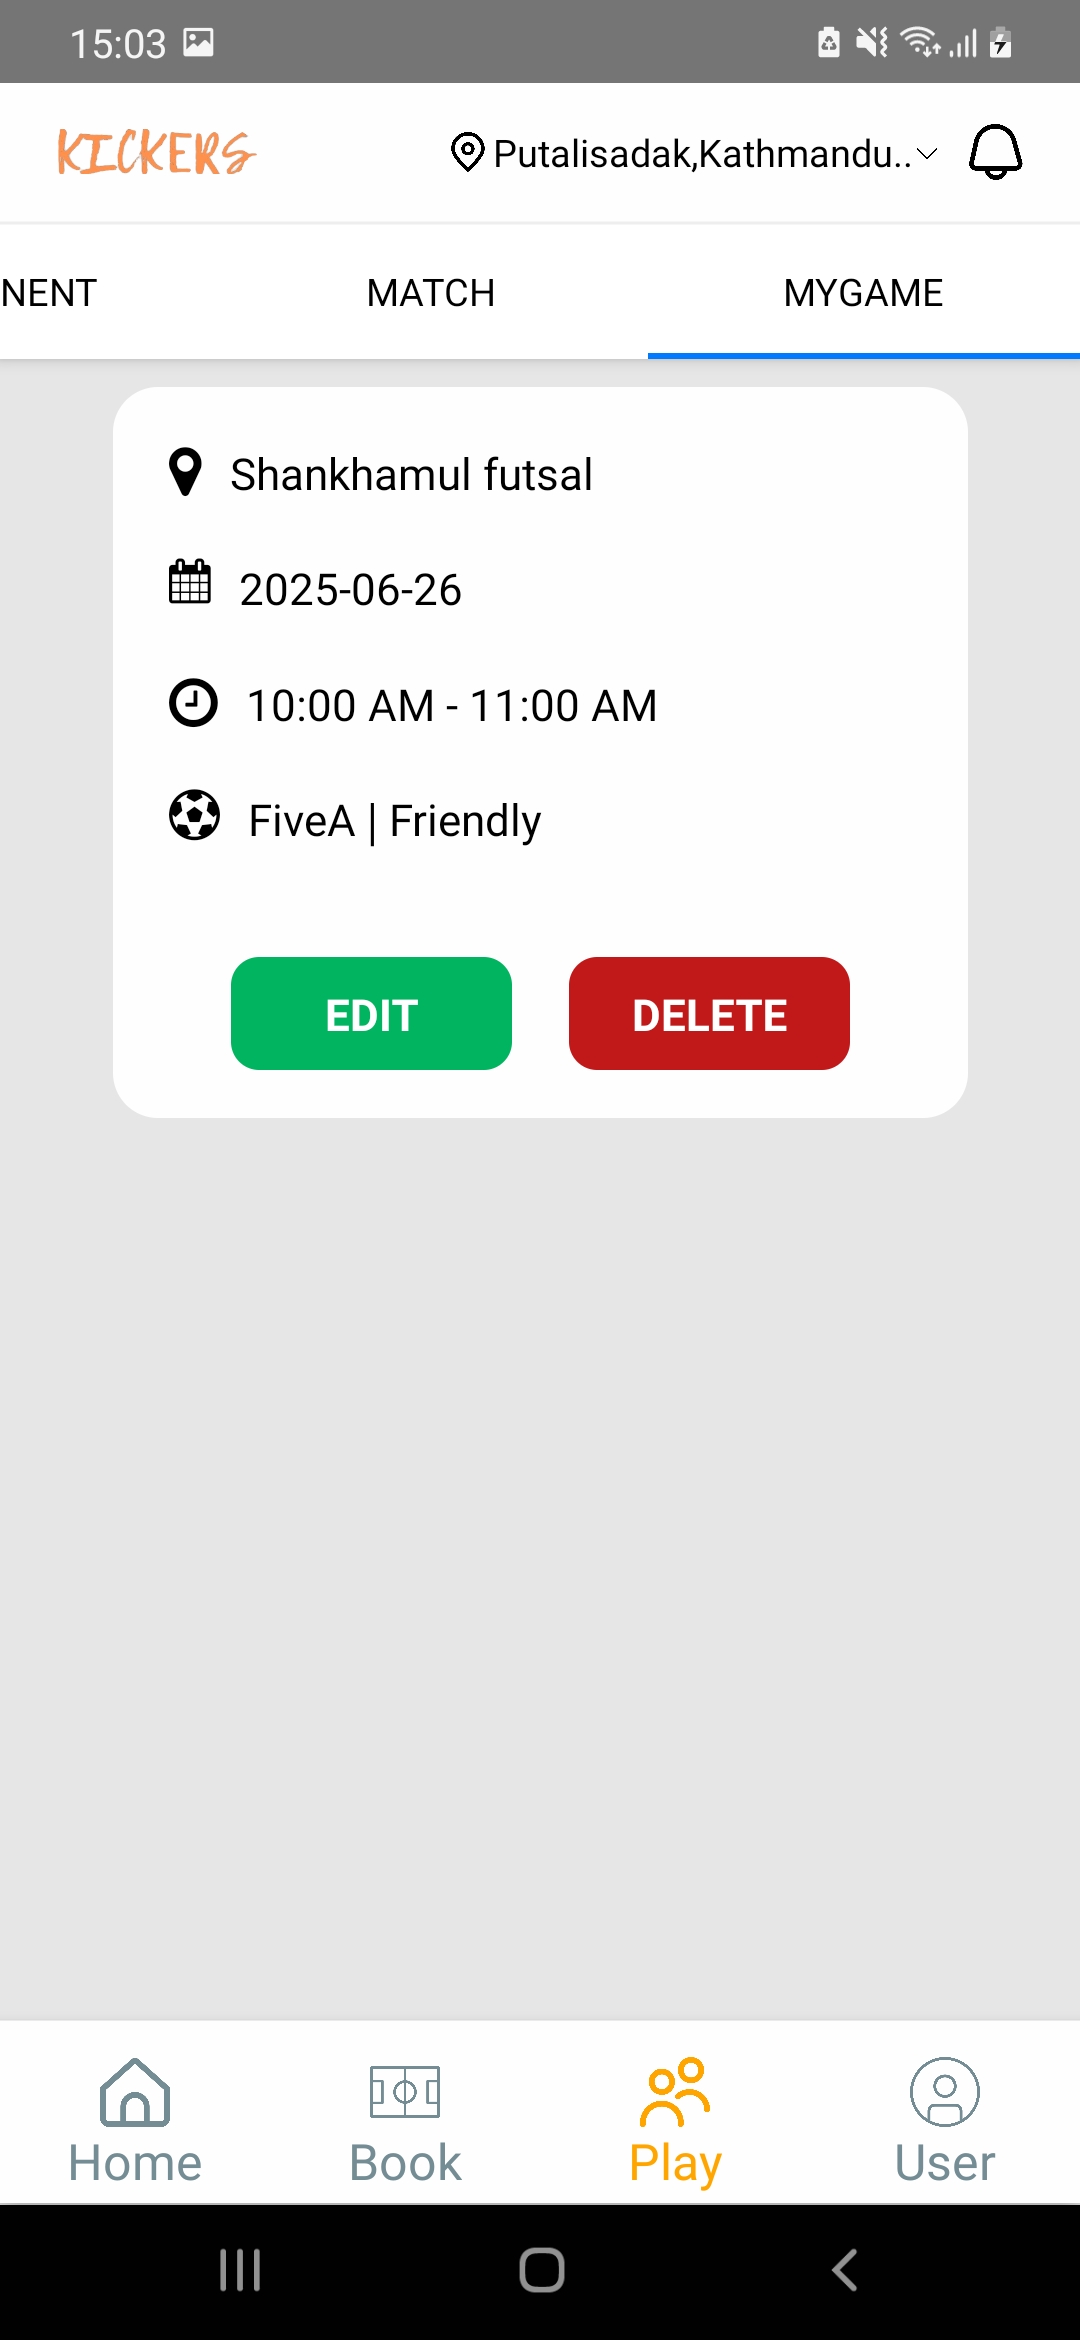 15:03
KICKERS
Putalisadak,Kathmandu..
NENT
MATCH
MYGAME
Shankhamul futsal
2025-06-26
10:00 AM - 11:00 AM
FiveA | Friendly
EDIT
DELETE
Home
Book
Play
User